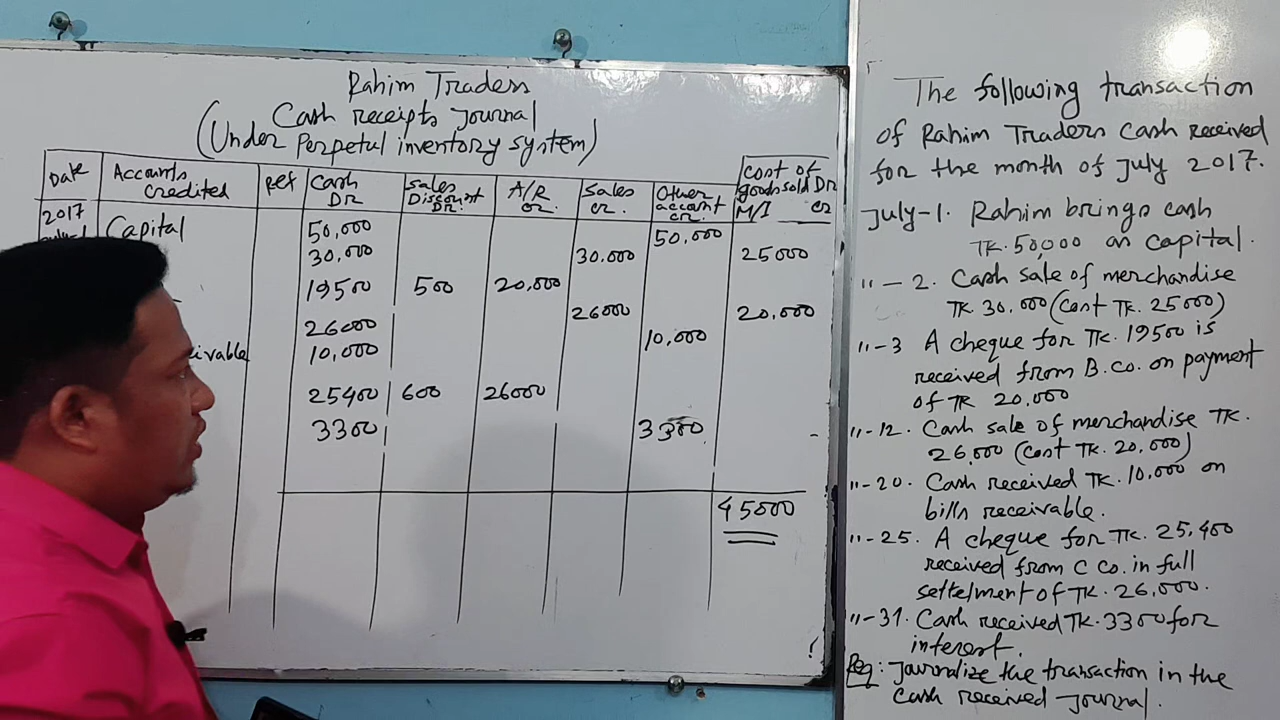 Rahim Traders
Cash receipts Journal
(Under Perpetul inventory system)
Date Accounts Credited Ref Cash DR Sales Discount DR. A/R cr. Sales cr. Other account cr. Cost of goods sold DR M/I cr
2017 Capital 50,000 50,000
30,000 30,000 25000
19500 500 20,000
26000 26000 20,000
ivable 10,000 10,000
25400 600 26000
3300 3300
45000
The following transaction
of Rahim Traders Cash received
for the month of July 2017.
July-1. Rahim brings cash
TK. 50,000 as capital.
"-2. Cash sale of merchandise
TK. 30,000 (Cost TK. 25000)
"-3 A cheque for TK. 19500 is
received from B. Co. on payment
of TK 20,000
"-12. Cash sale of merchandise TK.
26,000 (Cost TK. 20,000)
"-20. Cash received TK. 10,000 on
bills receivable.
"-25. A cheque for TK. 25,400
received from C Co. in full
settelment of TK. 26,000.
"-31. Cash received TK. 3300 for
interest.
Req: Journalize the transaction in the
Cash received Journal.